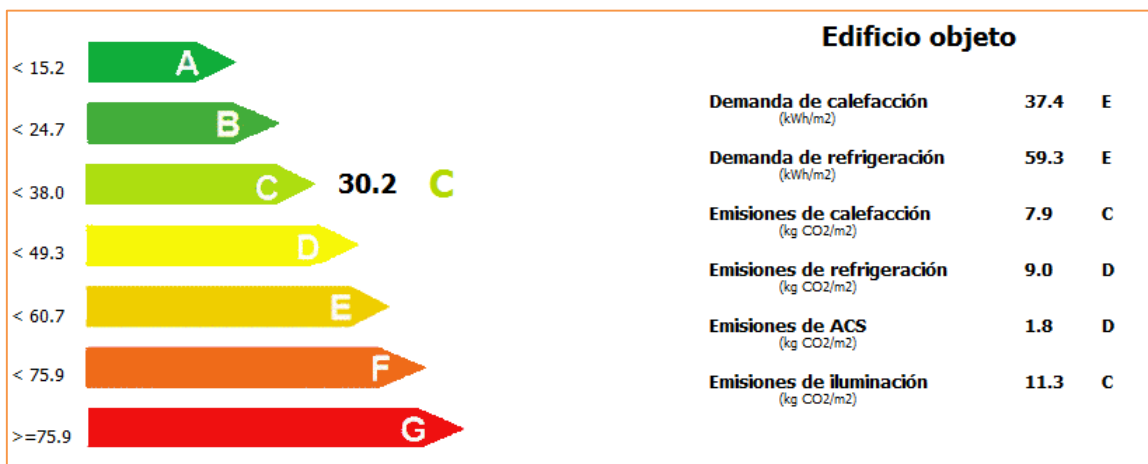 < 15.2 A
< 24.7 B
< 38.0 C 30.2 C
< 49.3 D
< 60.7 E
< 75.9 F
>=75.9 G
Edificio objeto
Demanda de calefacción 37.4 E
(kWh/m2)
Demanda de refrigeración 59.3 E
(kWh/m2)
Emisiones de calefacción 7.9 C
(kg CO2/m2)
Emisiones de refrigeración 9.0 D
(kg CO2/m2)
Emisiones de ACS 1.8 D
(kg CO2/m2)
Emisiones de iluminación 11.3 C
(kg CO2/m2)